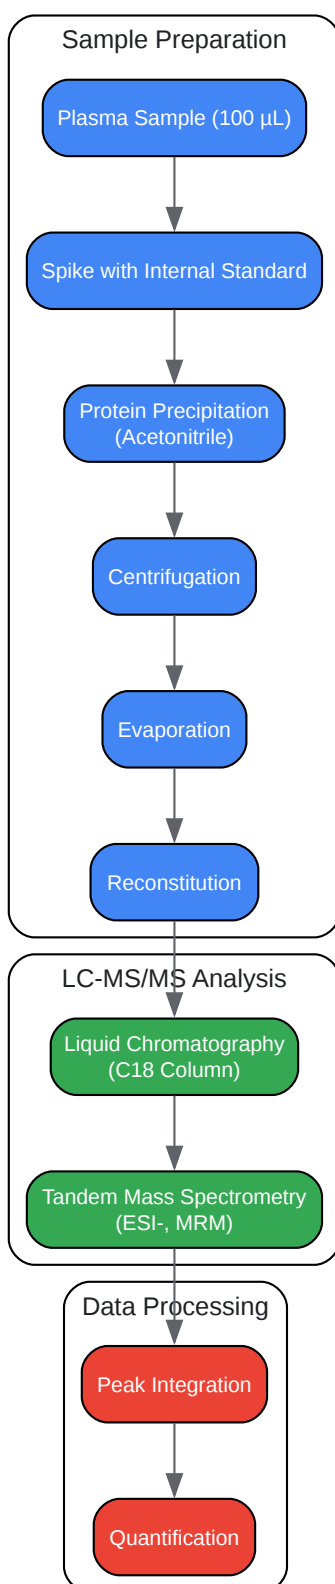 Sample Preparation
Plasma Sample (100 µL)
Spike with Internal Standard
Protein Precipitation
(Acetonitrile)
Centrifugation
Evaporation
Reconstitution
LC-MS/MS Analysis
Liquid Chromatography
(C18 Column)
Tandem Mass Spectrometry
(ESI-, MRM)
Data Processing
Peak Integration
Quantification